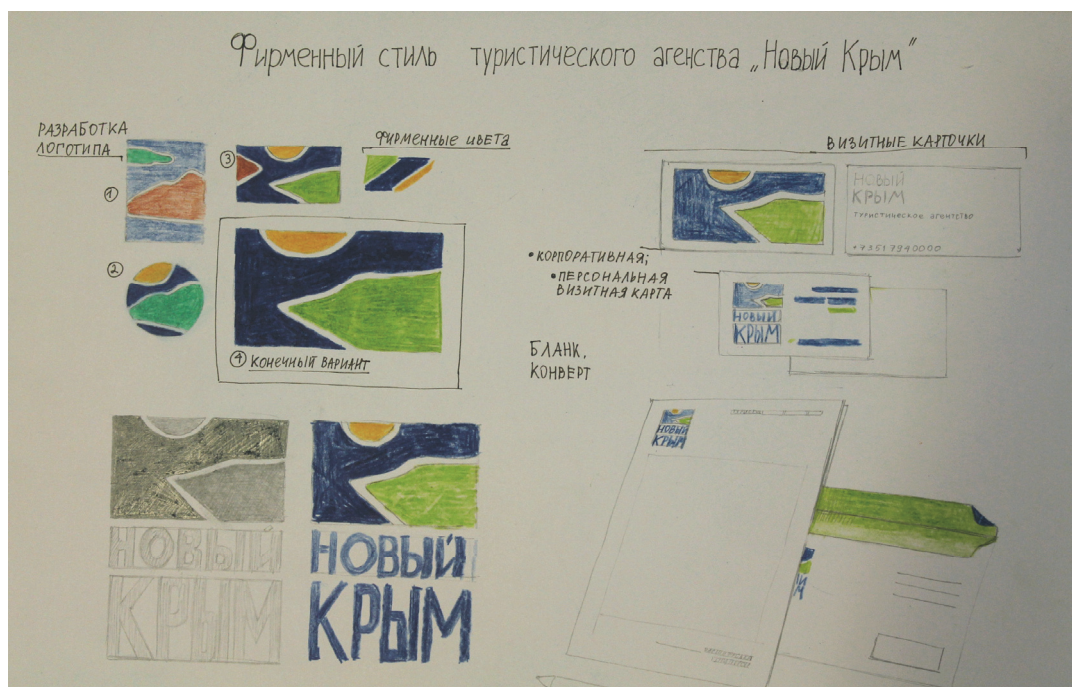 Фирменный стиль туристического агенства „Новый Крым"
РАЗРАБОТКА
ЛОГОТИПА
1
2
3
ФИРМЕННЫЕ ЦВЕТА
4 КОНЕЧНЫЙ ВАРИАНТ
НОВЫЙ
КРЫМ
НОВЫЙ
КРЫМ
ВИЗИТНЫЕ КАРТОЧКИ
НОВЫЙ
КРЫМ
ТУРИСТИЧЕСКОЕ АГЕНТСТВО
+73517940000
• КОРПОРАТИВНАЯ;
• ПЕРСОНАЛЬНАЯ
ВИЗИТНАЯ КАРТА
НОВЫЙ
КРЫМ
БЛАНК,
КОНВЕРТ
НОВЫЙ
КРЫМ